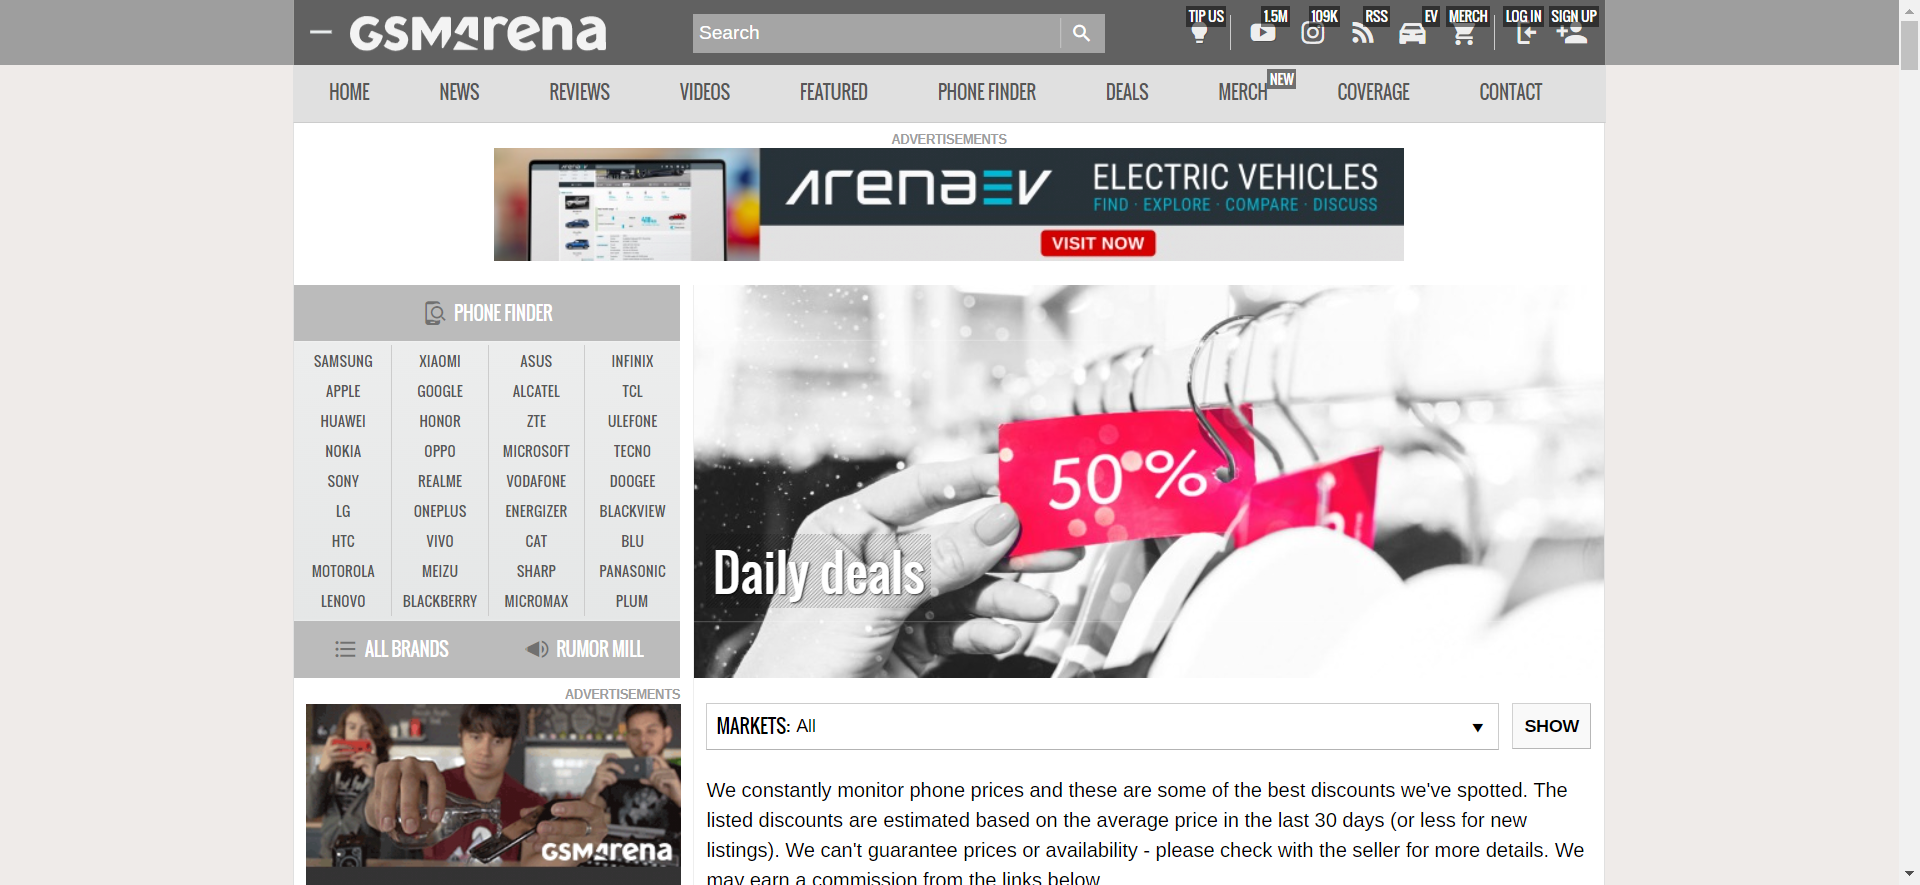 GSMArena
Search
TIP US
1.5M
109K
RSS
EV
MERCH
LOG IN
SIGN UP
HOME
NEWS
REVIEWS
VIDEOS
FEATURED
PHONE FINDER
DEALS
MERCH
NEW
COVERAGE
CONTACT
ADVERTISEMENTS
ArenaEV
ELECTRIC VEHICLES
FIND · EXPLORE · COMPARE · DISCUSS
VISIT NOW
PHONE FINDER
SAMSUNG XIAOMI ASUS INFINIX
APPLE GOOGLE ALCATEL TCL
HUAWEI HONOR ZTE ULEFONE
NOKIA OPPO MICROSOFT TECNO
SONY REALME VODAFONE DOOGEE
LG ONEPLUS ENERGIZER BLACKVIEW
HTC VIVO CAT BLU
MOTOROLA MEIZU SHARP PANASONIC
LENOVO BLACKBERRY MICROMAX PLUM
ALL BRANDS
RUMOR MILL
50%
Daily deals
ADVERTISEMENTS
GSMArena
MARKETS: All
SHOW
We constantly monitor phone prices and these are some of the best discounts we've spotted. The
listed discounts are estimated based on the average price in the last 30 days (or less for new
listings). We can't guarantee prices or availability - please check with the seller for more details. We
may earn a commission from the links below